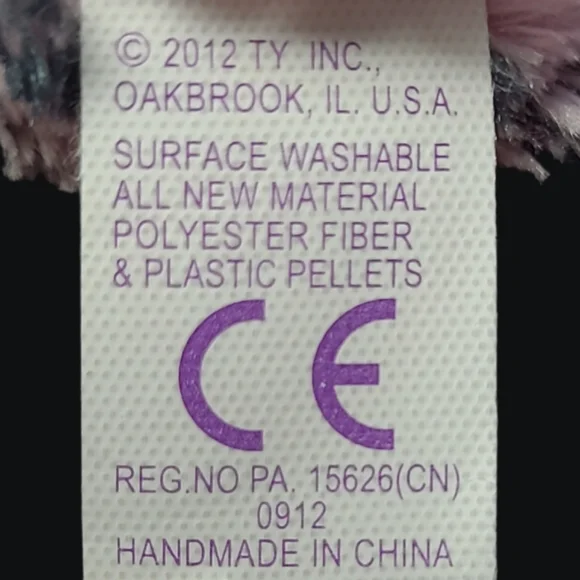 © 2012 TY INC.,
OAKBROOK, IL. U.S.A.
SURFACE WASHABLE
ALL NEW MATERIAL
POLYESTER FIBER
& PLASTIC PELLETS
CE
REG.NO PA. 15626(CN)
0912
HANDMADE IN CHINA